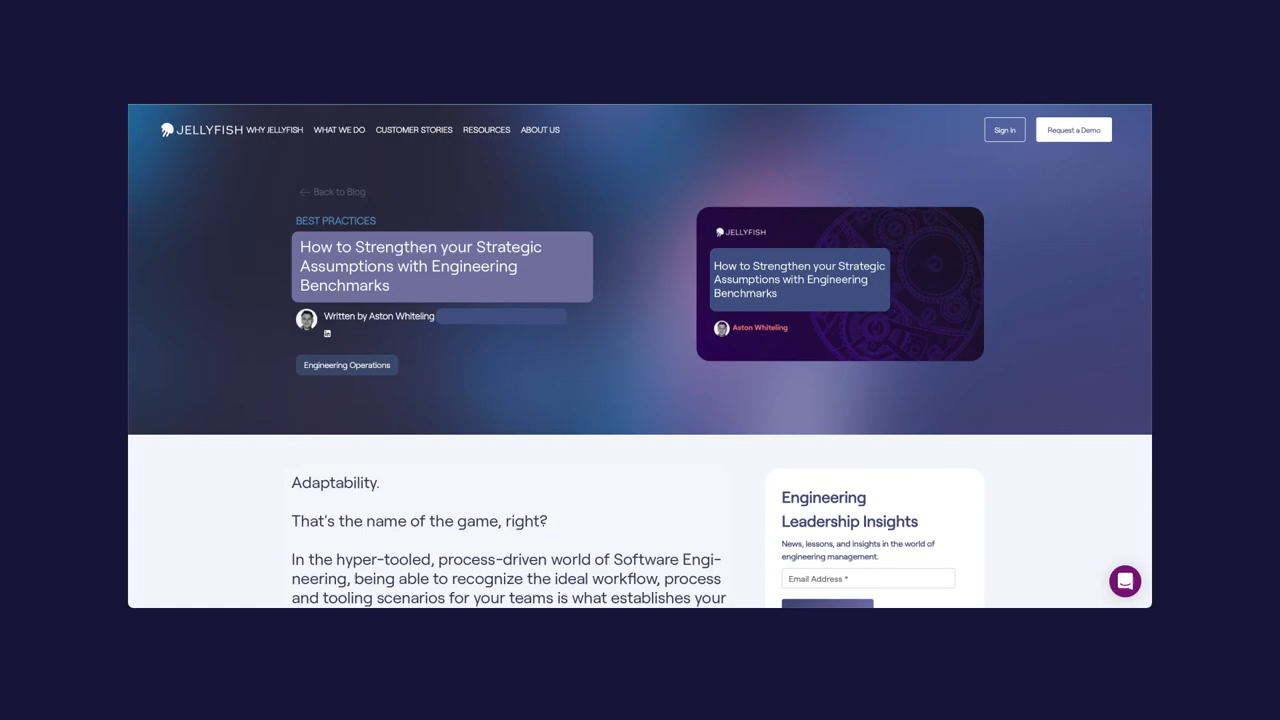 JELLYFISH WHY JELLYFISH WHAT WE DO CUSTOMER STORIES RESOURCES ABOUT US Sign In Request a Demo
Back to Blog
BEST PRACTICES
How to Strengthen your Strategic
Assumptions with Engineering
Benchmarks
Written by Aston Whiteling
Engineering Operations
JELLYFISH
How to Strengthen your Strategic
Assumptions with Engineering
Benchmarks
Aston Whiteling
Adaptability.
That's the name of the game, right?
In the hyper-tooled, process-driven world of Software Engi-
neering, being able to recognize the ideal workflow, process
and tooling scenarios for your teams is what establishes your
Engineering
Leadership Insights
News, lessons, and insights in the world of
engineering management.
Email Address *